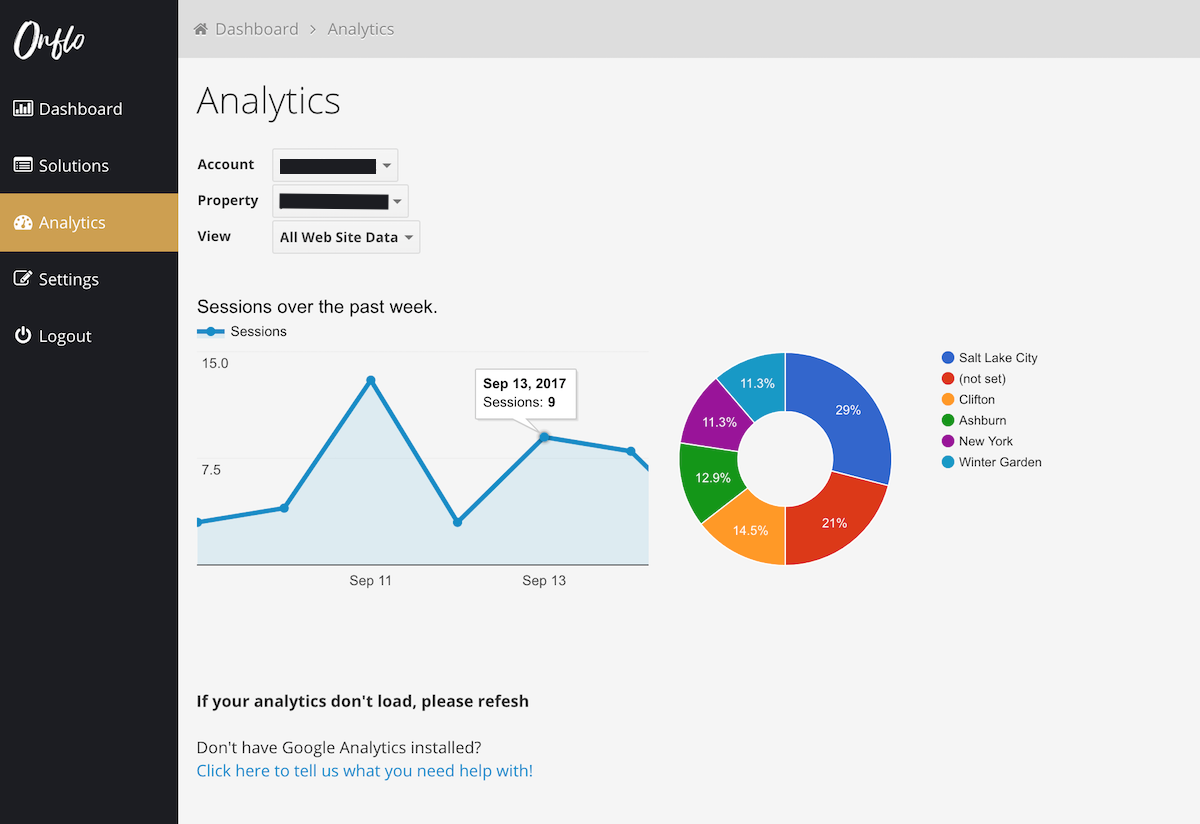 Onflo
Dashboard
Solutions
Analytics
Settings
Logout
Dashboard > Analytics
Analytics
Account
Property
View All Web Site Data
Sessions over the past week.
Sessions
15.0
7.5
Sep 13, 2017
Sessions: 9
Sep 11 Sep 13
29%
21%
14.5%
12.9%
11.3%
11.3%
Salt Lake City
(not set)
Clifton
Ashburn
New York
Winter Garden
If your analytics don't load, please refesh
Don't have Google Analytics installed?
Click here to tell us what you need help with!